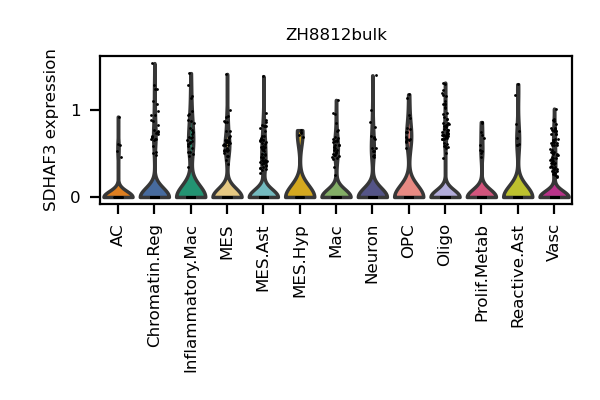 ZH8812bulk
SDHAF3 expression
1
0
AC
Chromatin.Reg
Inflammatory.Mac
MES
MES.Ast
MES.Hyp
Mac
Neuron
OPC
Oligo
Prolif.Metab
Reactive.Ast
Vasc